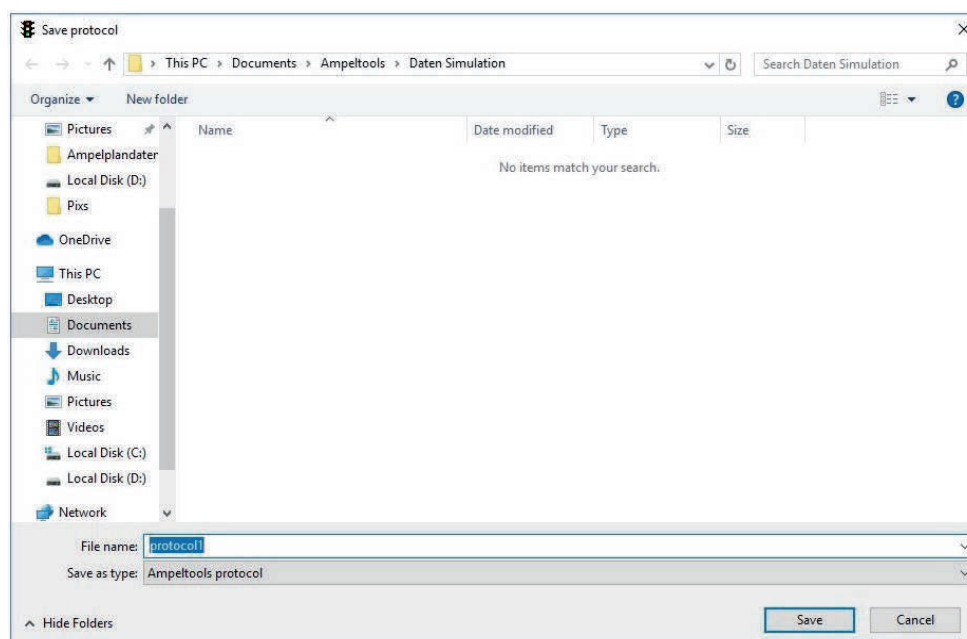 Save protocol
This PC > Documents > Ampeltools > Daten Simulation
Search Daten Simulation
Organize
New folder
Name
Date modified
Type
Size
No items match your search.
Pictures
Ampelplandaten
Local Disk (D:)
Pixs
OneDrive
This PC
Desktop
Documents
Downloads
Music
Pictures
Videos
Local Disk (C:)
Local Disk (D:)
Network
File name: protocol1
Save as type: Ampeltools protocol
Hide Folders
Save
Cancel